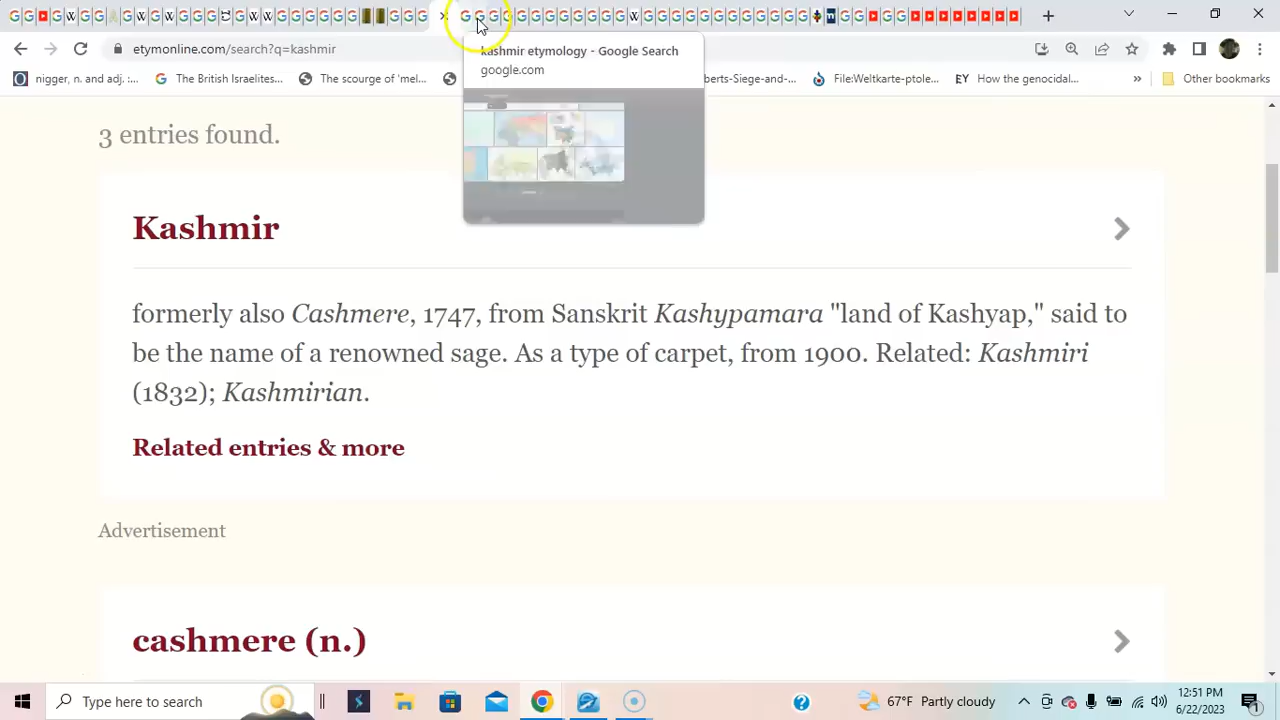 etymonline.com/search?q=kashmir
nigger, n. and adj. :... The British Israelites... The scourge of 'mel... berts-Siege-and-... File:Weltkarte-ptole... EY How the genocidal... » Other bookmarks
kashmir etymology - Google Search
google.com
3 entries found.
Kashmir
formerly also Cashmere, 1747, from Sanskrit Kashypamara "land of Kashyap," said to
be the name of a renowned sage. As a type of carpet, from 1900. Related: Kashmiri
(1832); Kashmirian.
Related entries & more
Advertisement
cashmere (n.)
Type here to search
67°F Partly cloudy
12:51 PM
6/22/2023